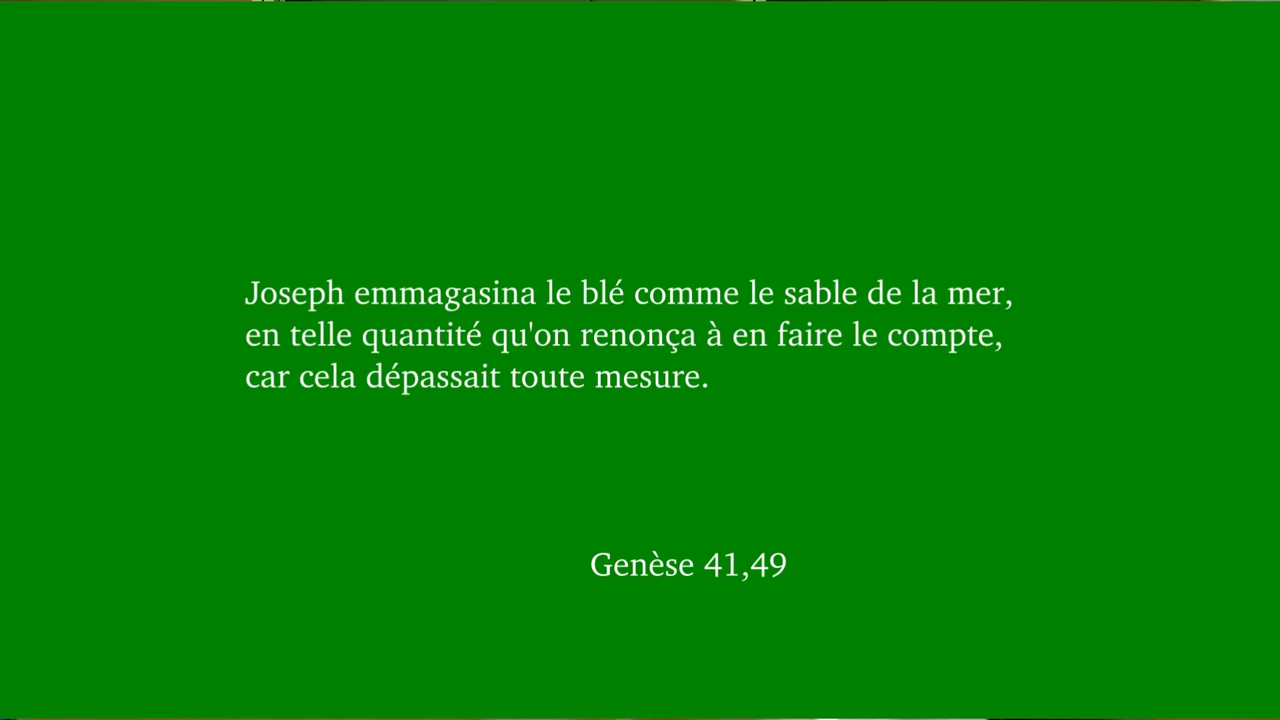 Joseph emmagasina le blé comme le sable de la mer,
en telle quantité qu'on renonça à en faire le compte,
car cela dépassait toute mesure.
Genèse 41,49